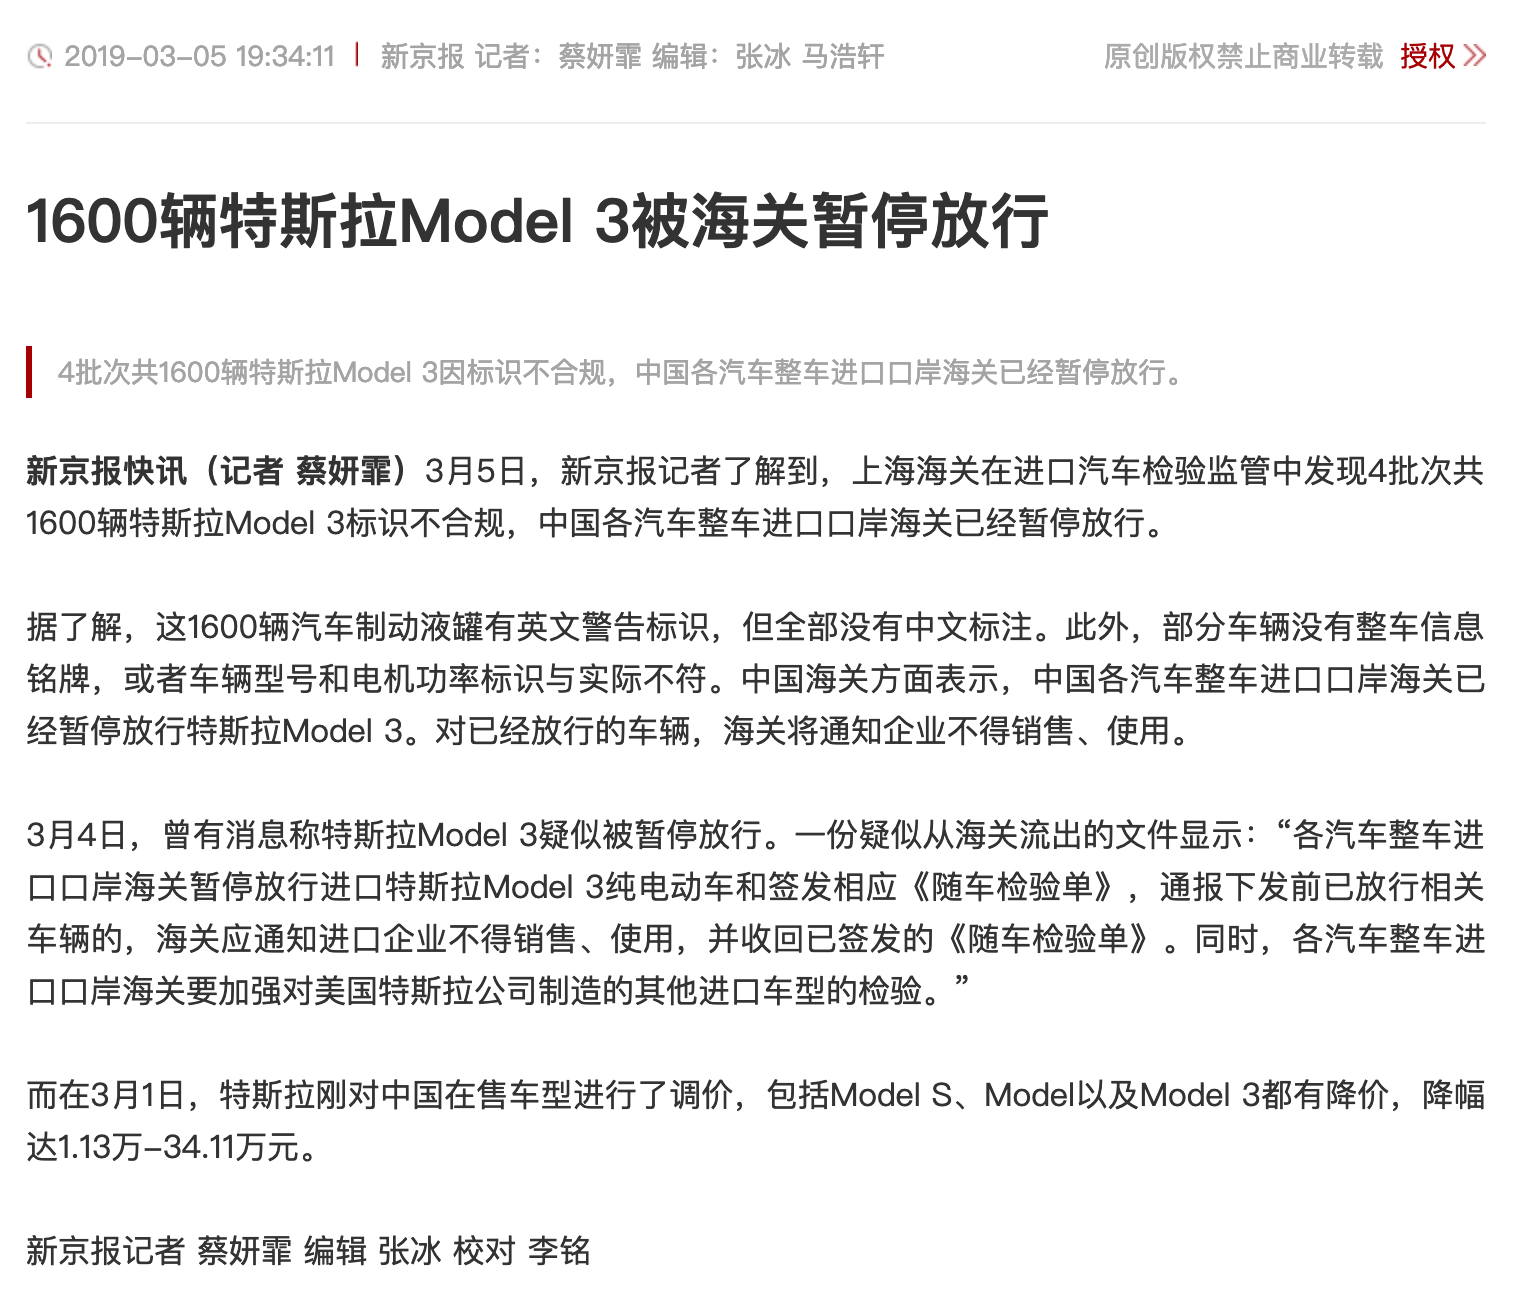 2019-03-05 19:34:11 | 新京报 记者：蔡妍霏 编辑：张冰 马浩轩 原创版权禁止商业转载 授权 >>
1600辆特斯拉Model 3被海关暂停放行
4批次共1600辆特斯拉Model 3因标识不合规，中国各汽车整车进口口岸海关已经暂停放行。
新京报快讯（记者 蔡妍霏）3月5日，新京报记者了解到，上海海关在进口汽车检验监管中发现4批次共
1600辆特斯拉Model 3标识不合规，中国各汽车整车进口口岸海关已经暂停放行。
据了解，这1600辆汽车制动液罐有英文警告标识，但全部没有中文标注。此外，部分车辆没有整车信息
铭牌，或者车辆型号和电机功率标识与实际不符。中国海关方面表示，中国各汽车整车进口口岸海关已
经暂停放行特斯拉Model 3。对已经放行的车辆，海关将通知企业不得销售、使用。
3月4日，曾有消息称特斯拉Model 3疑似被暂停放行。一份疑似从海关流出的文件显示：“各汽车整车进
口口岸海关暂停放行进口特斯拉Model 3纯电动车和签发相应《随车检验单》，通报下发前已放行相关
车辆的，海关应通知进口企业不得销售、使用，并收回已签发的《随车检验单》。同时，各汽车整车进
口口岸海关要加强对美国特斯拉公司制造的其他进口车型的检验。”
而在3月1日，特斯拉刚对中国在售车型进行了调价，包括Model S、Model以及Model 3都有降价，降幅
达1.13万-34.11万元。
新京报记者 蔡妍霏 编辑 张冰 校对 李铭